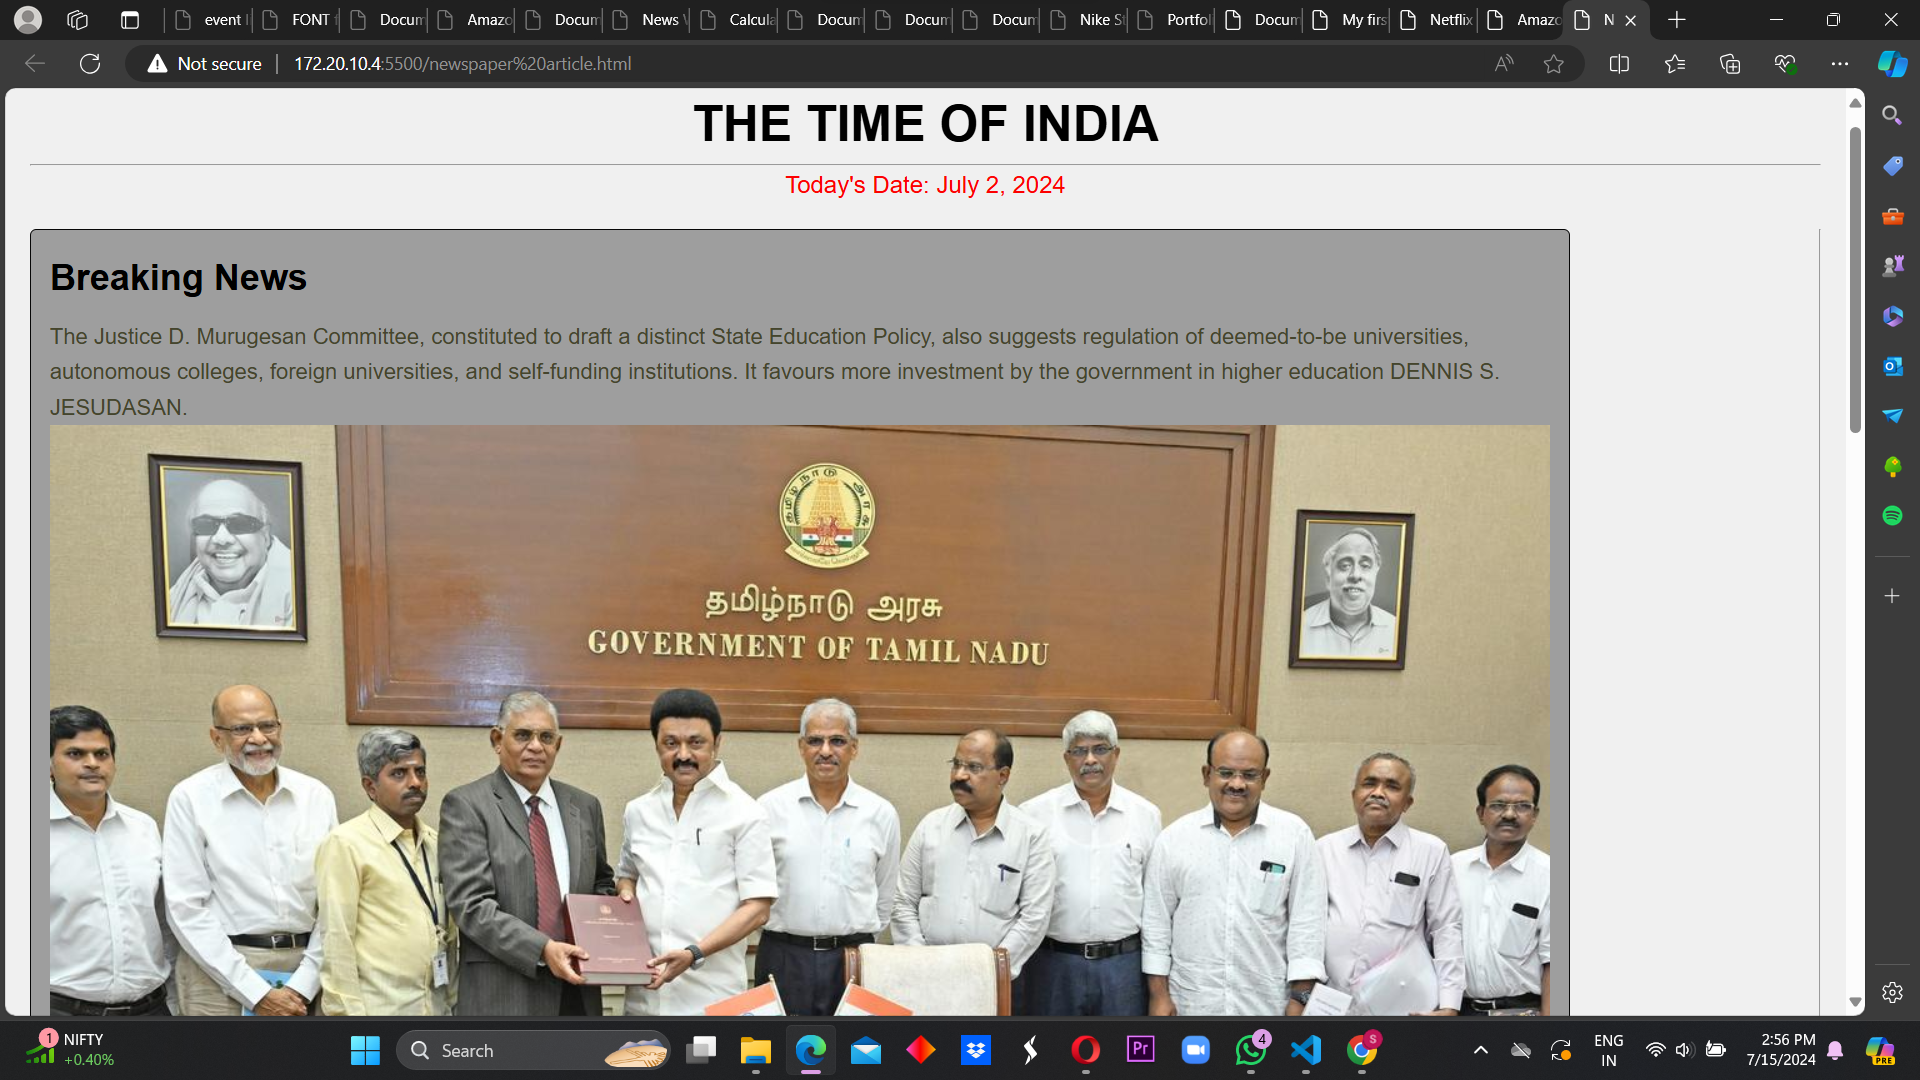 event
FONT
Docum
Amazo
Docum
News
Calcula
Docum
Docum
Docum
Nike S
Portfol
Docum
My firs
Netflix
Amazo
N
Not secure
172.20.10.4:5500/newspaper%20article.html
THE TIME OF INDIA
Today's Date: July 2, 2024
Breaking News
The Justice D. Murugesan Committee, constituted to draft a distinct State Education Policy, also suggests regulation of deemed-to-be universities,
autonomous colleges, foreign universities, and self-funding institutions. It favours more investment by the government in higher education DENNIS S.
JESUDASAN.
தமிழ்நாடு அரசு
GOVERNMENT OF TAMIL NADU
1
NIFTY
+0.40%
Search
Pr
4
S
ENG
IN
2:56 PM
7/15/2024
PRE